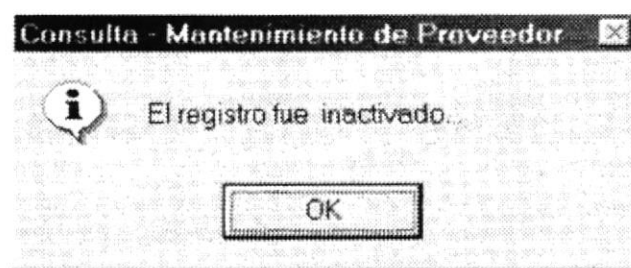 Consulta - Mantenimiento de Proveedor
El registro fue inactivado...
OK